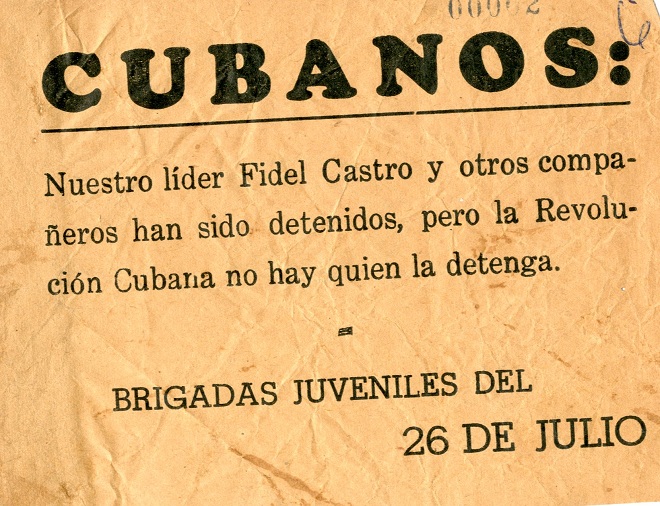 CUBANOS:
Nuestro líder Fidel Castro y otros compa-
ñeros han sido detenidos, pero la Revolu-
ción Cubana no hay quien la detenga.
BRIGADAS JUVENILES DEL
26 DE JULIO